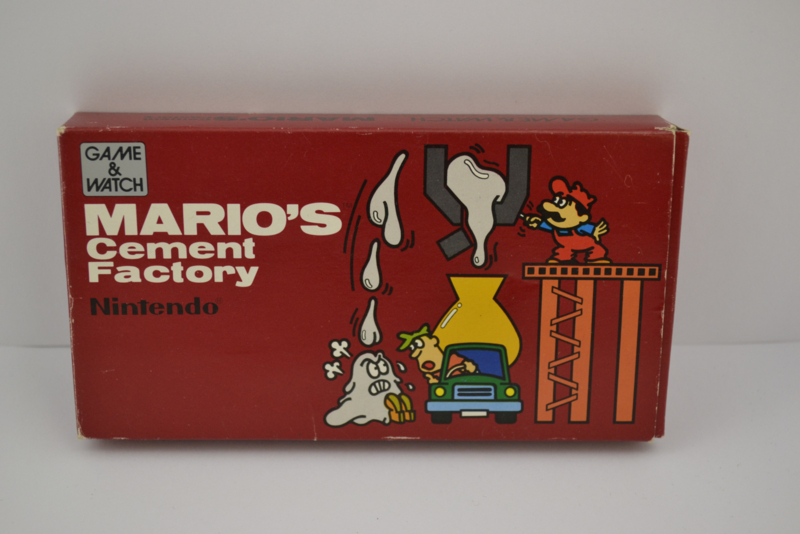 GAME
&
WATCH
MARIO'S
Cement
Factory
Nintendo